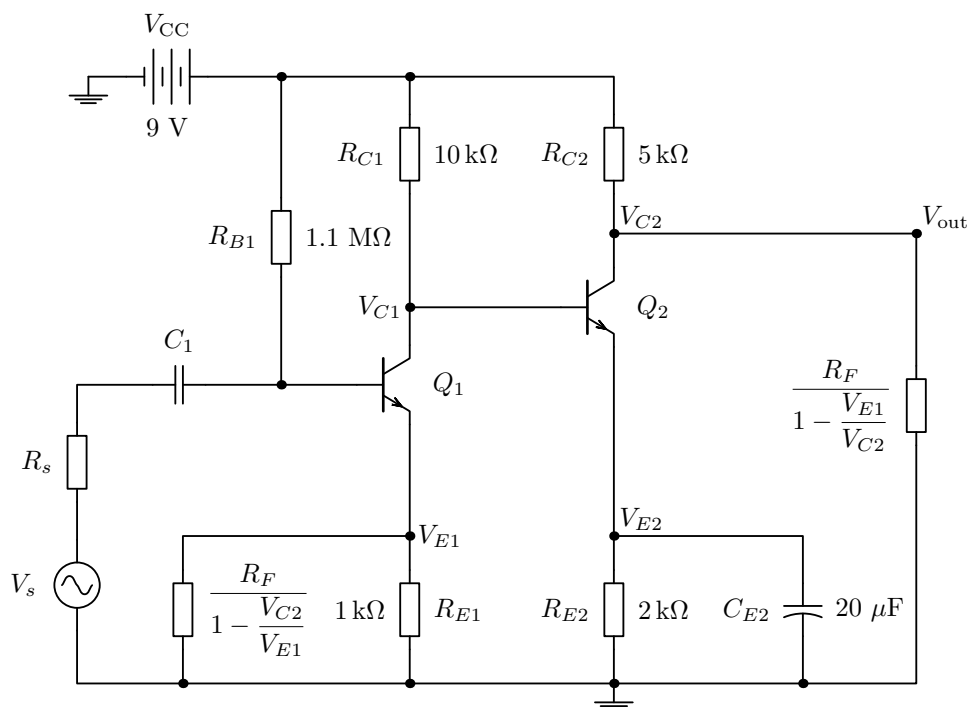 V_CC
9 V
R_C1 10 kΩ
R_C2 5 kΩ
R_B1 1.1 MΩ
V_C2
V_out
V_C1
Q_2
C_1
Q_1
R_F
1 − V_E1
V_C2
R_s
V_E1
V_E2
V_s
R_F
1 − V_C2
V_E1
1 kΩ R_E1
R_E2 2 kΩ
C_E2 20 μF